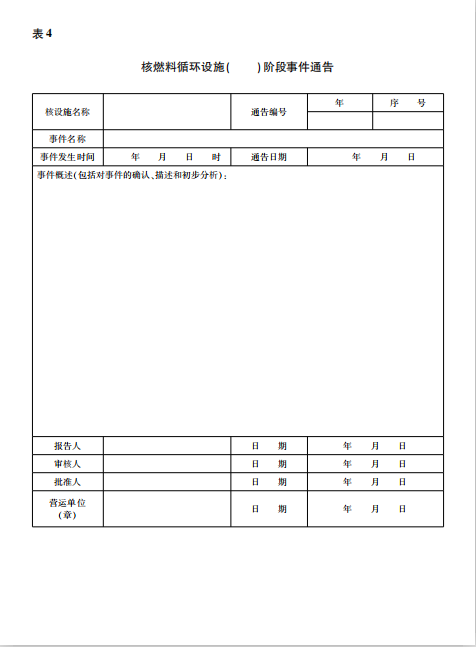 表4
核燃料循环设施(　　)阶段事件通告
核设施名称　通告编号　年　序　号
事件名称
事件发生时间　年　月　日　时　通告日期　年　月　日
事件概述(包括对事件的确认、描述和初步分析):
报告人　日　期　年　月　日
审核人　日　期　年　月　日
批准人　日　期　年　月　日
营运单位
(章)　日　期　年　月　日